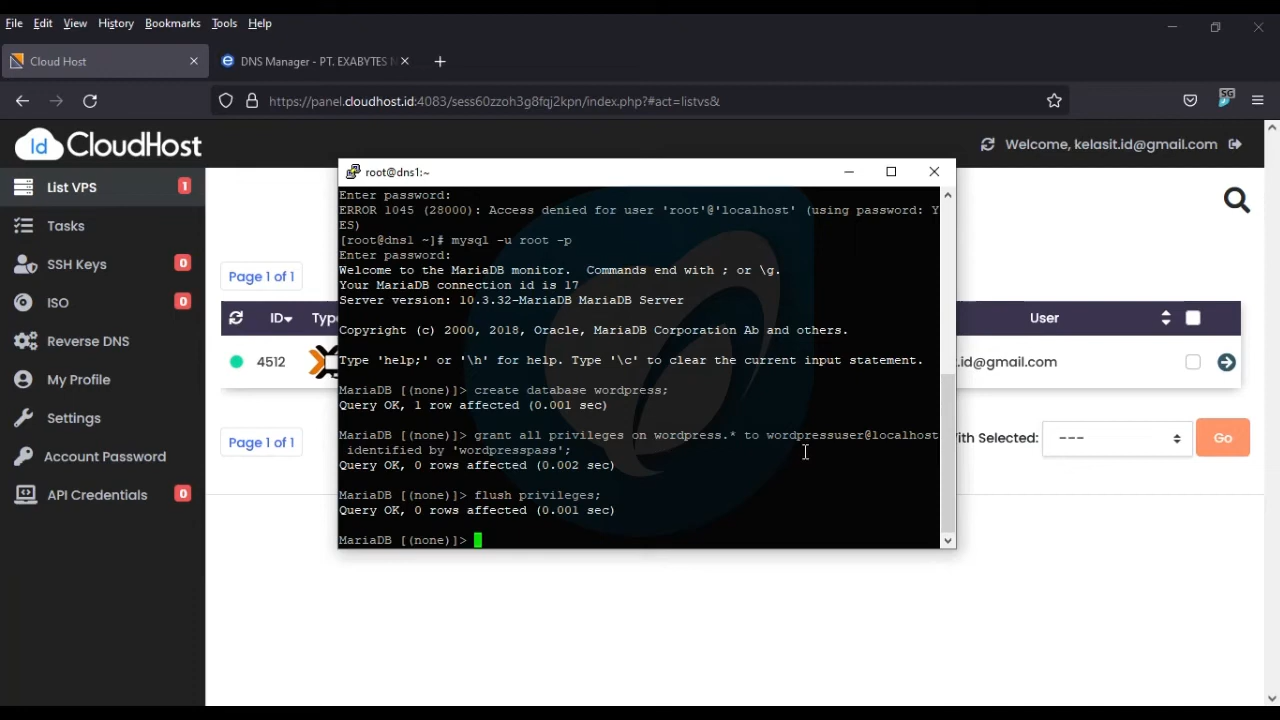 File Edit View History Bookmarks Tools Help
Cloud Host
DNS Manager - PT. EXABYTES
https://panel.cloudhost.id:4083/sess60zzoh3g8fqj2kpn/index.php?#act=listvs&
SG
Id CloudHost
Welcome, kelasit.id@gmail.com
List VPS 1
Tasks
SSH Keys 0
ISO 0
Reverse DNS
My Profile
Settings
Account Password
API Credentials 0
Page 1 of 1
ID Type
User
4512
.id@gmail.com
Page 1 of 1
ith Selected: --- Go
root@dns1:~
Enter password:
ERROR 1045 (28000): Access denied for user 'root'@'localhost' (using password: Y
ES)
[root@dns1 ~]# mysql -u root -p
Enter password:
Welcome to the MariaDB monitor.  Commands end with ; or \g.
Your MariaDB connection id is 17
Server version: 10.3.32-MariaDB MariaDB Server
Copyright (c) 2000, 2018, Oracle, MariaDB Corporation Ab and others.
Type 'help;' or '\h' for help. Type '\c' to clear the current input statement.
MariaDB [(none)]> create database wordpress;
Query OK, 1 row affected (0.001 sec)
MariaDB [(none)]> grant all privileges on wordpress.* to wordpressuser@localhost
identified by 'wordpresspass';
Query OK, 0 rows affected (0.002 sec)
MariaDB [(none)]> flush privileges;
Query OK, 0 rows affected (0.001 sec)
MariaDB [(none)]>